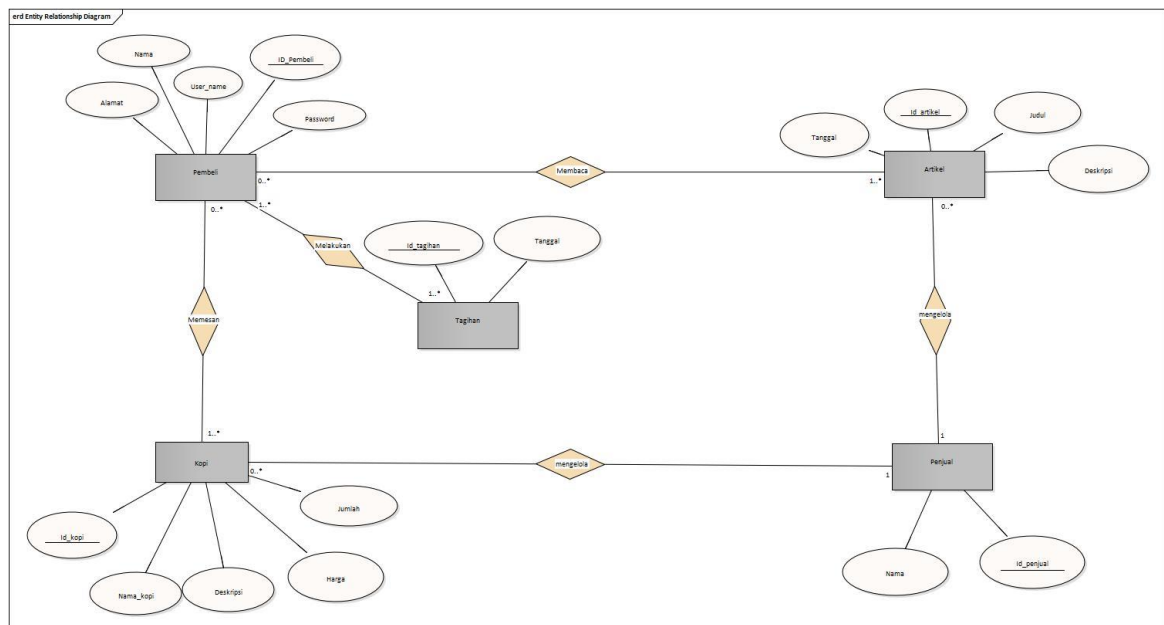 erd Entity Relationship Diagram
Nama
ID_Pembeli
User_name
Alamat
Password
Id_artikel
Judul
Tanggal
Deskripsi
Pembeli
Membaca
Artikel
0..*
1..*
0..*
1..*
0..*
Melakukan
Id_tagihan
Tanggal
1..*
Tagihan
Memesan
mengelola
1..*
1
Kopi
0..*
mengelola
1
Penjual
Id_kopi
Nama_kopi
Deskripsi
Harga
Jumlah
Nama
Id_penjual